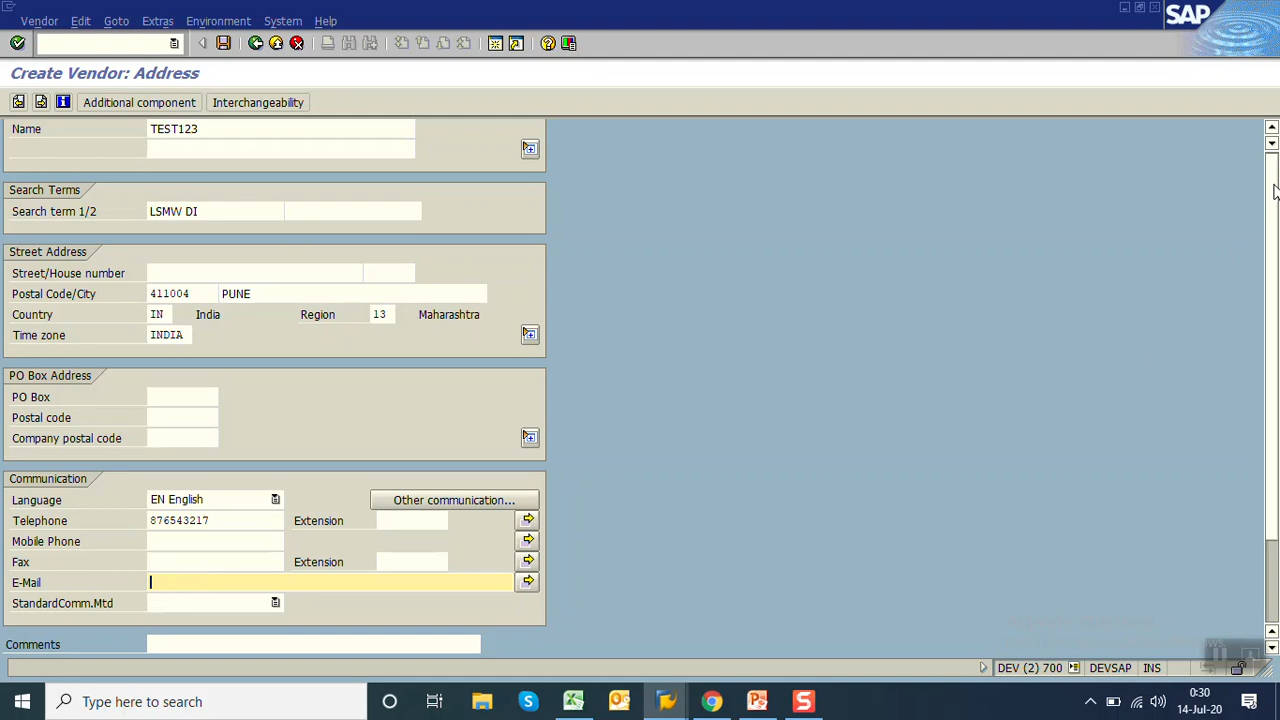 Vendor Edit Goto Extras Environment System Help
SAP
Create Vendor: Address
Additional component Interchangeability
Name TEST123
Search Terms
Search term 1/2 LSMW DI
Street Address
Street/House number
Postal Code/City 411004 PUNE
Country IN India Region 13 Maharashtra
Time zone INDIA
PO Box Address
PO Box
Postal code
Company postal code
Communication
Language EN English Other communication...
Telephone 876543217 Extension
Mobile Phone
Fax Extension
E-Mail
StandardComm.Mtd
Comments
DEV (2) 700 DEVSAP INS
Type here to search
0:30
14-Jul-20